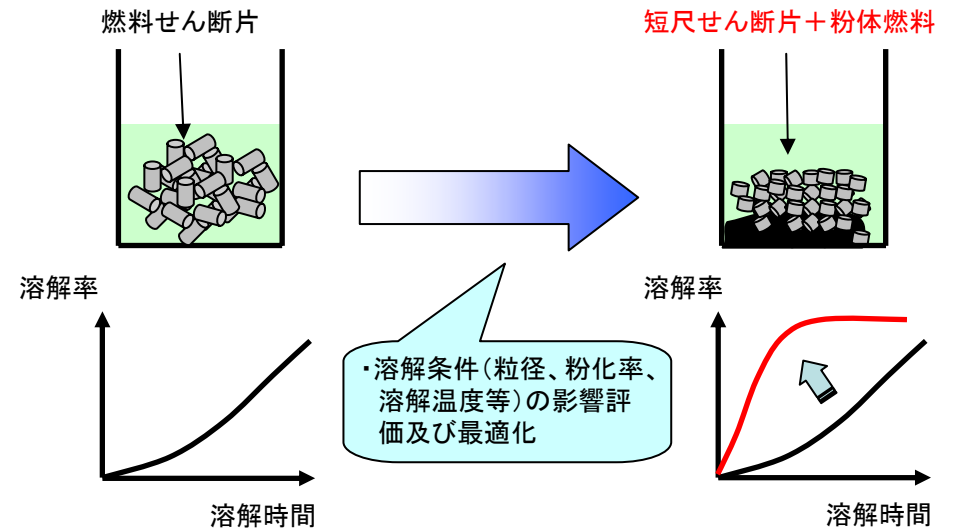 燃料せん断片
短尺せん断片＋粉体燃料
溶解率
溶解率
・溶解条件(粒径、粉化率、
溶解温度等)の影響評
価及び最適化
溶解時間
溶解時間